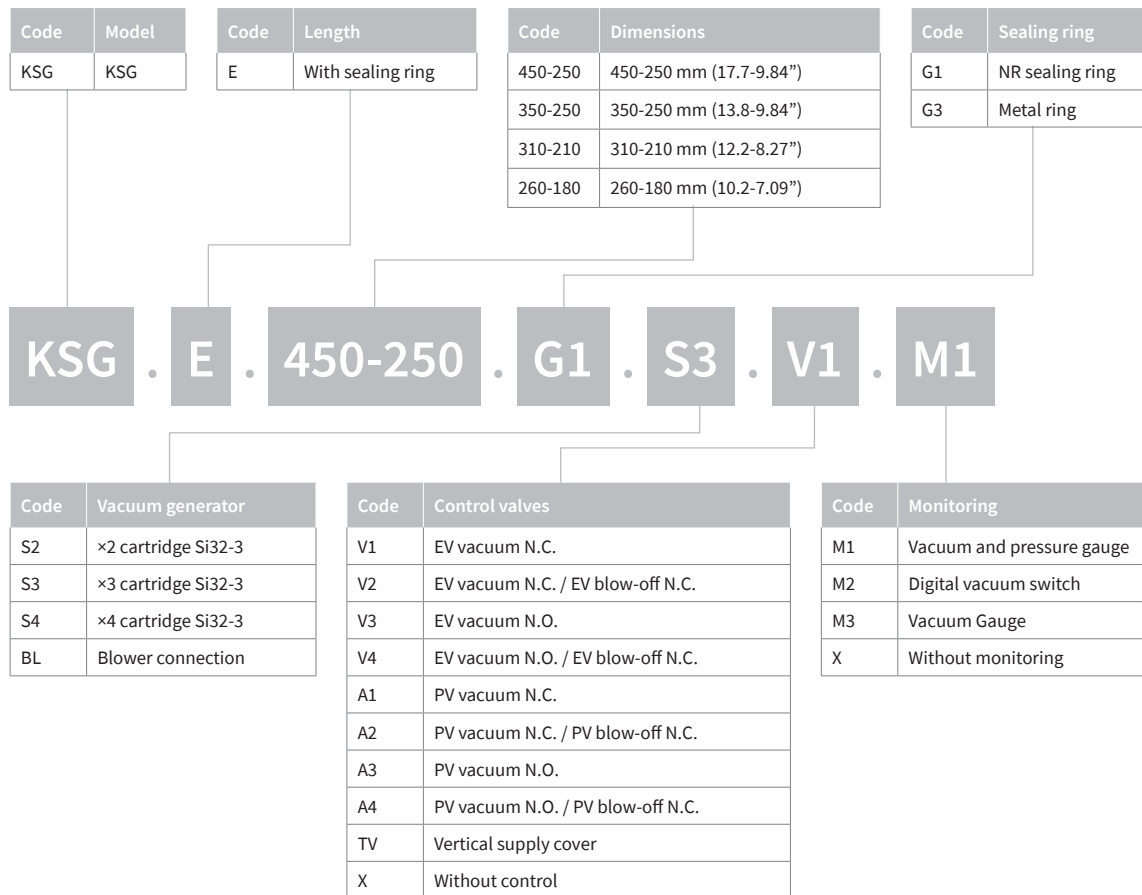 Code Model
KSG KSG
Code Length
E With sealing ring
Code Dimensions
450-250 450-250 mm (17.7-9.84”)
350-250 350-250 mm (13.8-9.84”)
310-210 310-210 mm (12.2-8.27”)
260-180 260-180 mm (10.2-7.09”)
Code Sealing ring
G1 NR sealing ring
G3 Metal ring
KSG . E . 450-250 . G1 . S3 . V1 . M1
Code Vacuum generator
S2 ×2 cartridge Si32-3
S3 ×3 cartridge Si32-3
S4 ×4 cartridge Si32-3
BL Blower connection
Code Control valves
V1 EV vacuum N.C.
V2 EV vacuum N.C. / EV blow-off N.C.
V3 EV vacuum N.O.
V4 EV vacuum N.O. / EV blow-off N.C.
A1 PV vacuum N.C.
A2 PV vacuum N.C. / PV blow-off N.C.
A3 PV vacuum N.O.
A4 PV vacuum N.O. / PV blow-off N.C.
TV Vertical supply cover
X Without control
Code Monitoring
M1 Vacuum and pressure gauge
M2 Digital vacuum switch
M3 Vacuum Gauge
X Without monitoring